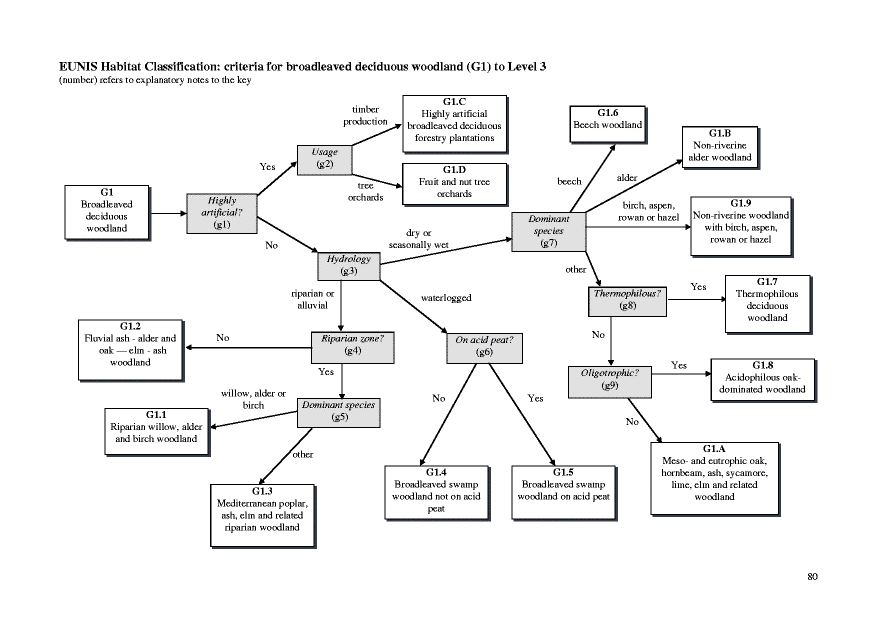 EUNIS Habitat Classification: criteria for broadleaved deciduous woodland (G1) to Level 3
(number) refers to explanatory notes to the key
G1
Broadleaved
deciduous
woodland
Highly
artificial?
(g1)
Yes
No
Usage
(g2)
timber
production
tree
orchards
G1.C
Highly artificial
broadleaved deciduous
forestry plantations
G1.D
Fruit and nut tree
orchards
Hydrology
(g3)
dry or
seasonally wet
riparian or
alluvial
waterlogged
Dominant
species
(g7)
beech
alder
birch, aspen,
rowan or hazel
other
G1.6
Beech woodland
G1.B
Non-riverine
alder woodland
G1.9
Non-riverine woodland
with birch, aspen,
rowan or hazel
Thermophilous?
(g8)
Yes
No
G1.7
Thermophilous
deciduous
woodland
Oligotrophic?
(g9)
Yes
No
G1.8
Acidophilous oak-
dominated woodland
G1.A
Meso- and eutrophic oak,
hornbeam, ash, sycamore,
lime, elm and related
woodland
Riparian zone?
(g4)
No
Yes
G1.2
Fluvial ash - alder and
oak — elm - ash
woodland
Dominant species
(g5)
willow, alder or
birch
other
G1.1
Riparian willow, alder
and birch woodland
G1.3
Mediterranean poplar,
ash, elm and related
riparian woodland
On acid peat?
(g6)
No
Yes
G1.4
Broadleaved swamp
woodland not on acid
peat
G1.5
Broadleaved swamp
woodland on acid peat
80